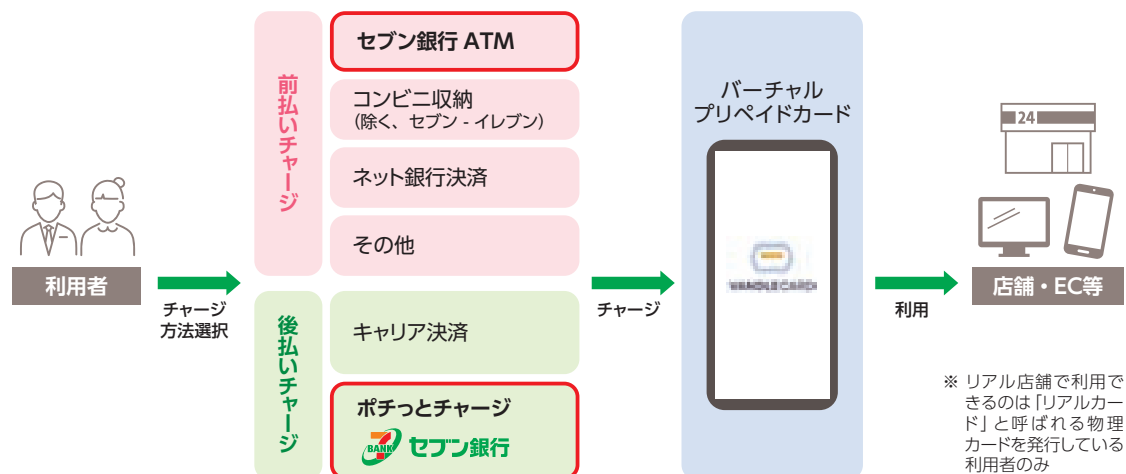 利用者
チャージ
方法選択
前払いチャージ
セブン銀行 ATM
コンビニ収納
(除く、セブン - イレブン)
ネット銀行決済
その他
後払いチャージ
キャリア決済
ポチっとチャージ
7
BANK
セブン銀行
チャージ
バーチャル
プリペイドカード
VANDLE CARD
利用
24
店舗・EC等
※ リアル店舗で利用で
きるのは「リアルカー
ド」と呼ばれる物理
カードを発行している
利用者のみ